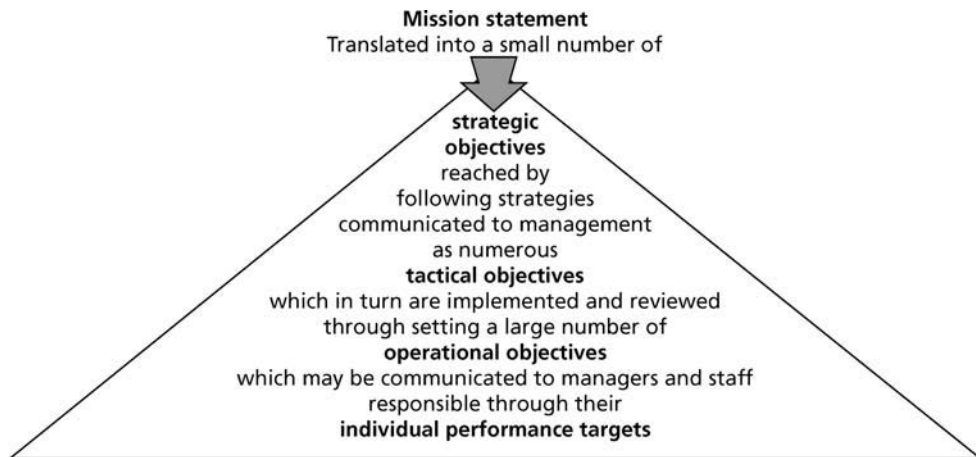 Mission statement
Translated into a small number of
strategic
objectives
reached by
following strategies
communicated to management
as numerous
tactical objectives
which in turn are implemented and reviewed
through setting a large number of
operational objectives
which may be communicated to managers and staff
responsible through their
individual performance targets